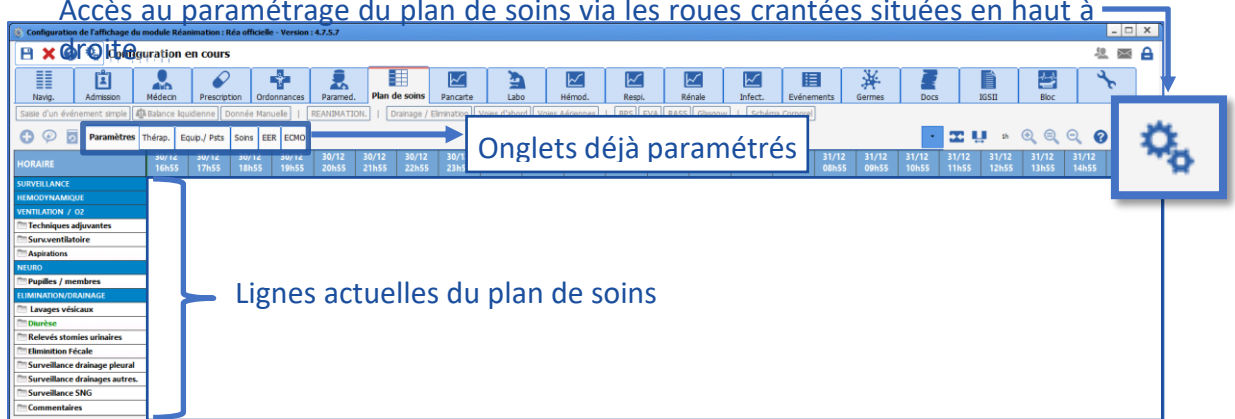 Accès au paramétrage du plan de soins via les roues crantées situées en haut à
Configuration de l'affichage du module Réanimation : Réa officielle - Version : 4.7.5.7
droite
Configuration en cours
Navig. Admission Médecin Prescription Ordonnances Paramed. Plan de soins Pancarte Labo Hémod. Respi. Rénale Infect. Evénements Germes Docs IGSII Bloc
Saisie d'un événement simple Balance liquidienne Donnée Manuelle | REANIMATION. | Drainage / Elimination Voies d'abord Voies Aériennes | BPS EVA RASS Glasgow | Schéma Corporel
Paramètres Thérap. Equip./ Psts Soins EER ECMO
Onglets déjà paramétrés
1h
HORAIRE
30/12 30/12 30/12 30/12 30/12 30/12 30/12 31/12 31/12 31/12 31/12 31/12 31/12 31/12
16h55 17h55 18h55 19h55 20h55 21h55 22h55 08h55 09h55 10h55 11h55 12h55 13h55 14h55
SURVEILLANCE
HEMODYNAMIQUE
VENTILATION / O2
Techniques adjuvantes
Surv.ventilatoire
Aspirations
NEURO
Pupilles / membres
ELIMINATION/DRAINAGE
Lavages vésicaux
Diurèse
Relevés stomies urinaires
Eliminition Fécale
Surveillance drainage pleural
Surveillance drainages autres.
Surveillance SNG
Commentaires
Lignes actuelles du plan de soins